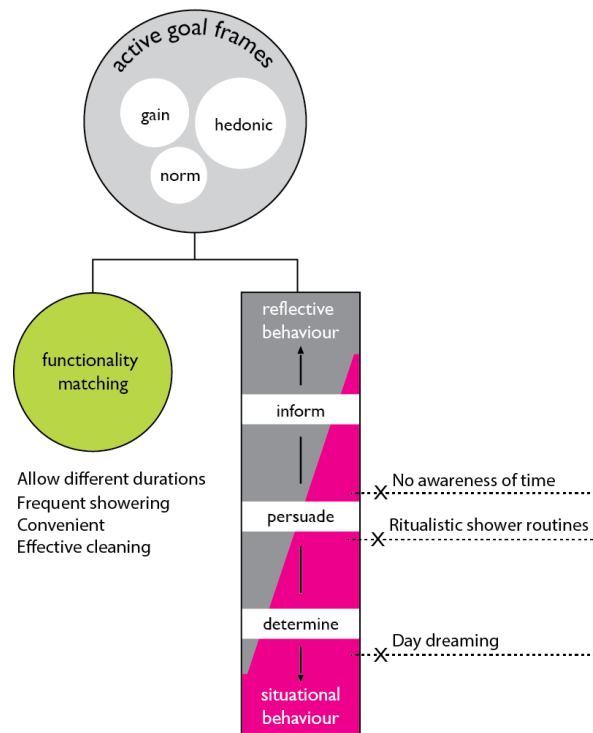 active goal frames
gain
hedonic
norm
functionality
matching
Allow different durations
Frequent showering
Convenient
Effective cleaning
reflective
behaviour
inform
persuade
determine
situational
behaviour
No awareness of time
Ritualistic shower routines
Day dreaming